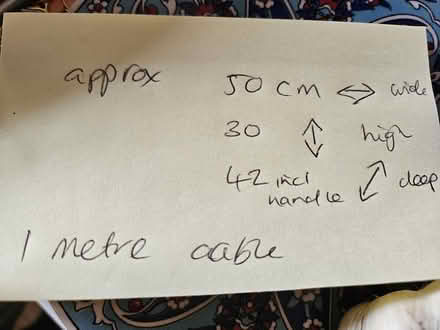 approx 50 cm ↔ wide
30 ↕ high
42 incl handle ↗ deep
1 metre cable